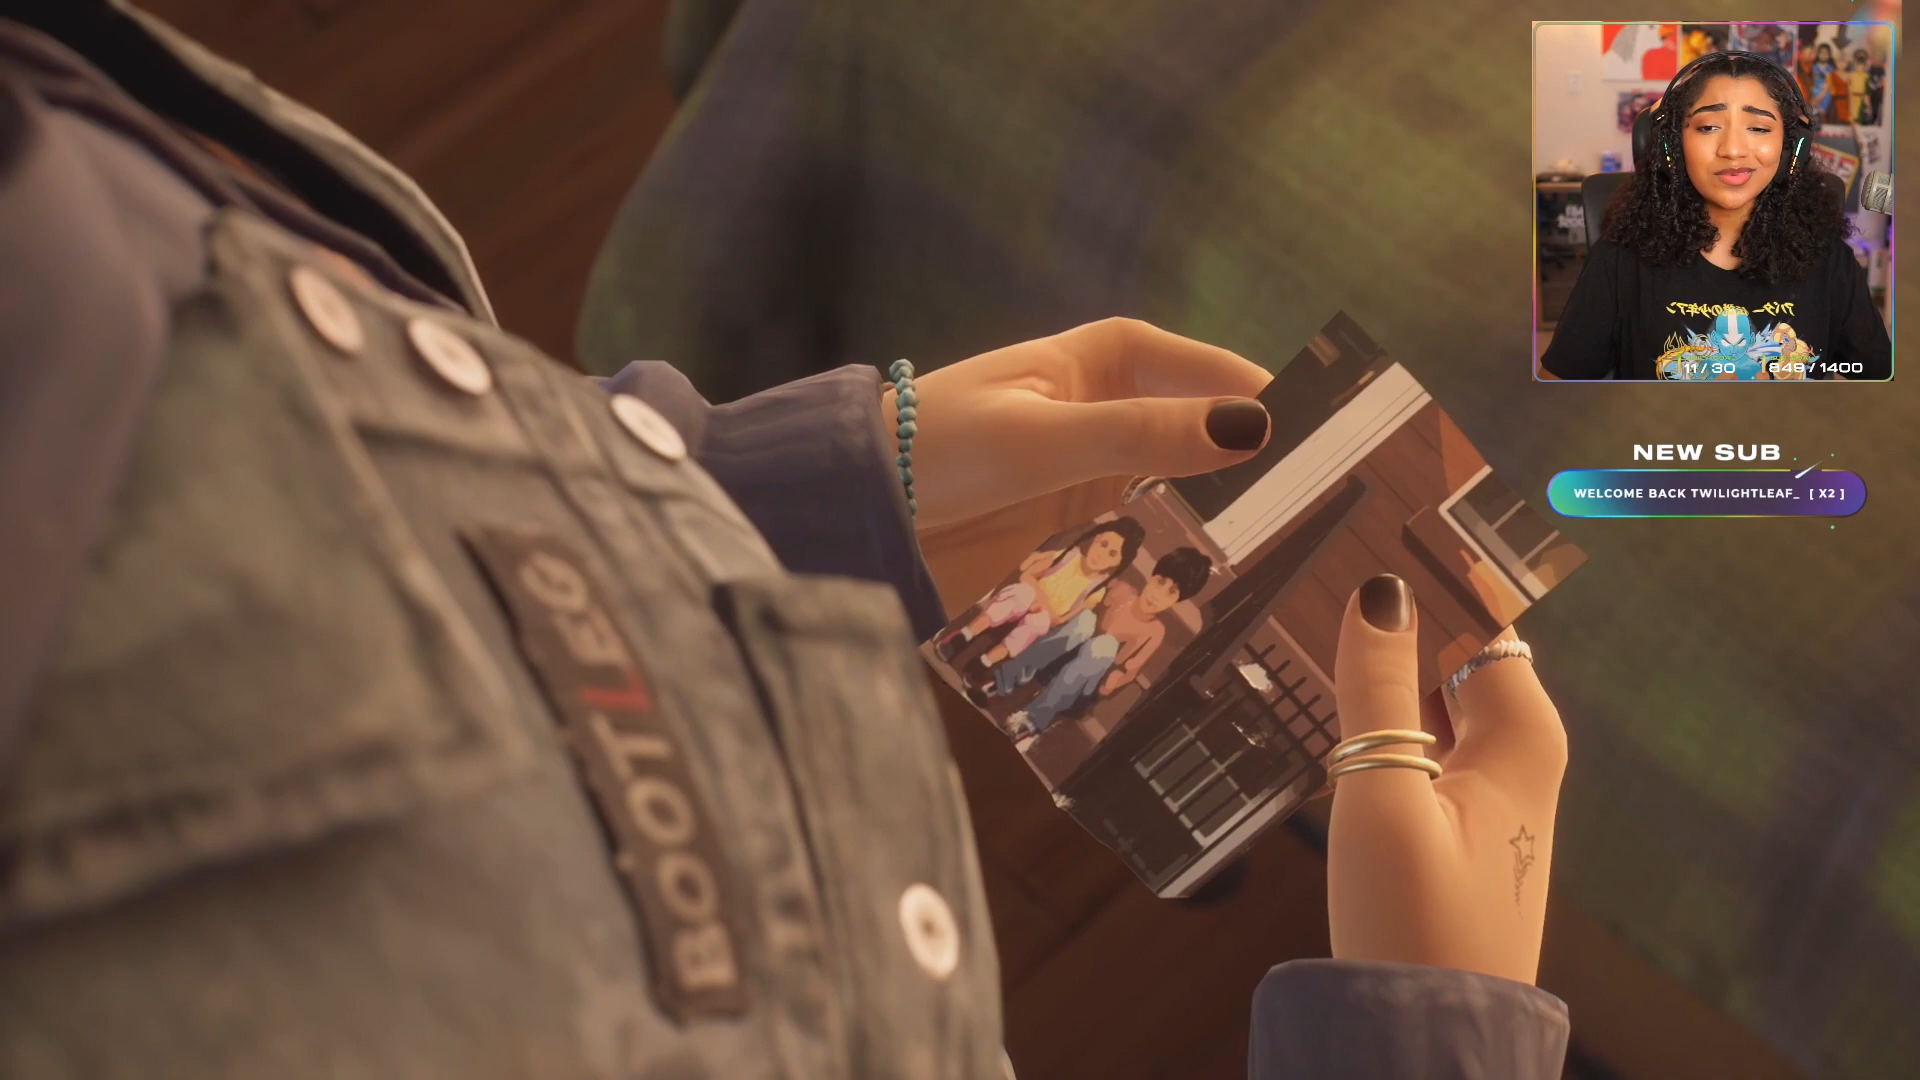 BOOTLEG
11/30
849/1400
NEW SUB
WELCOME BACK TWILIGHTLEAF_ [ X2 ]